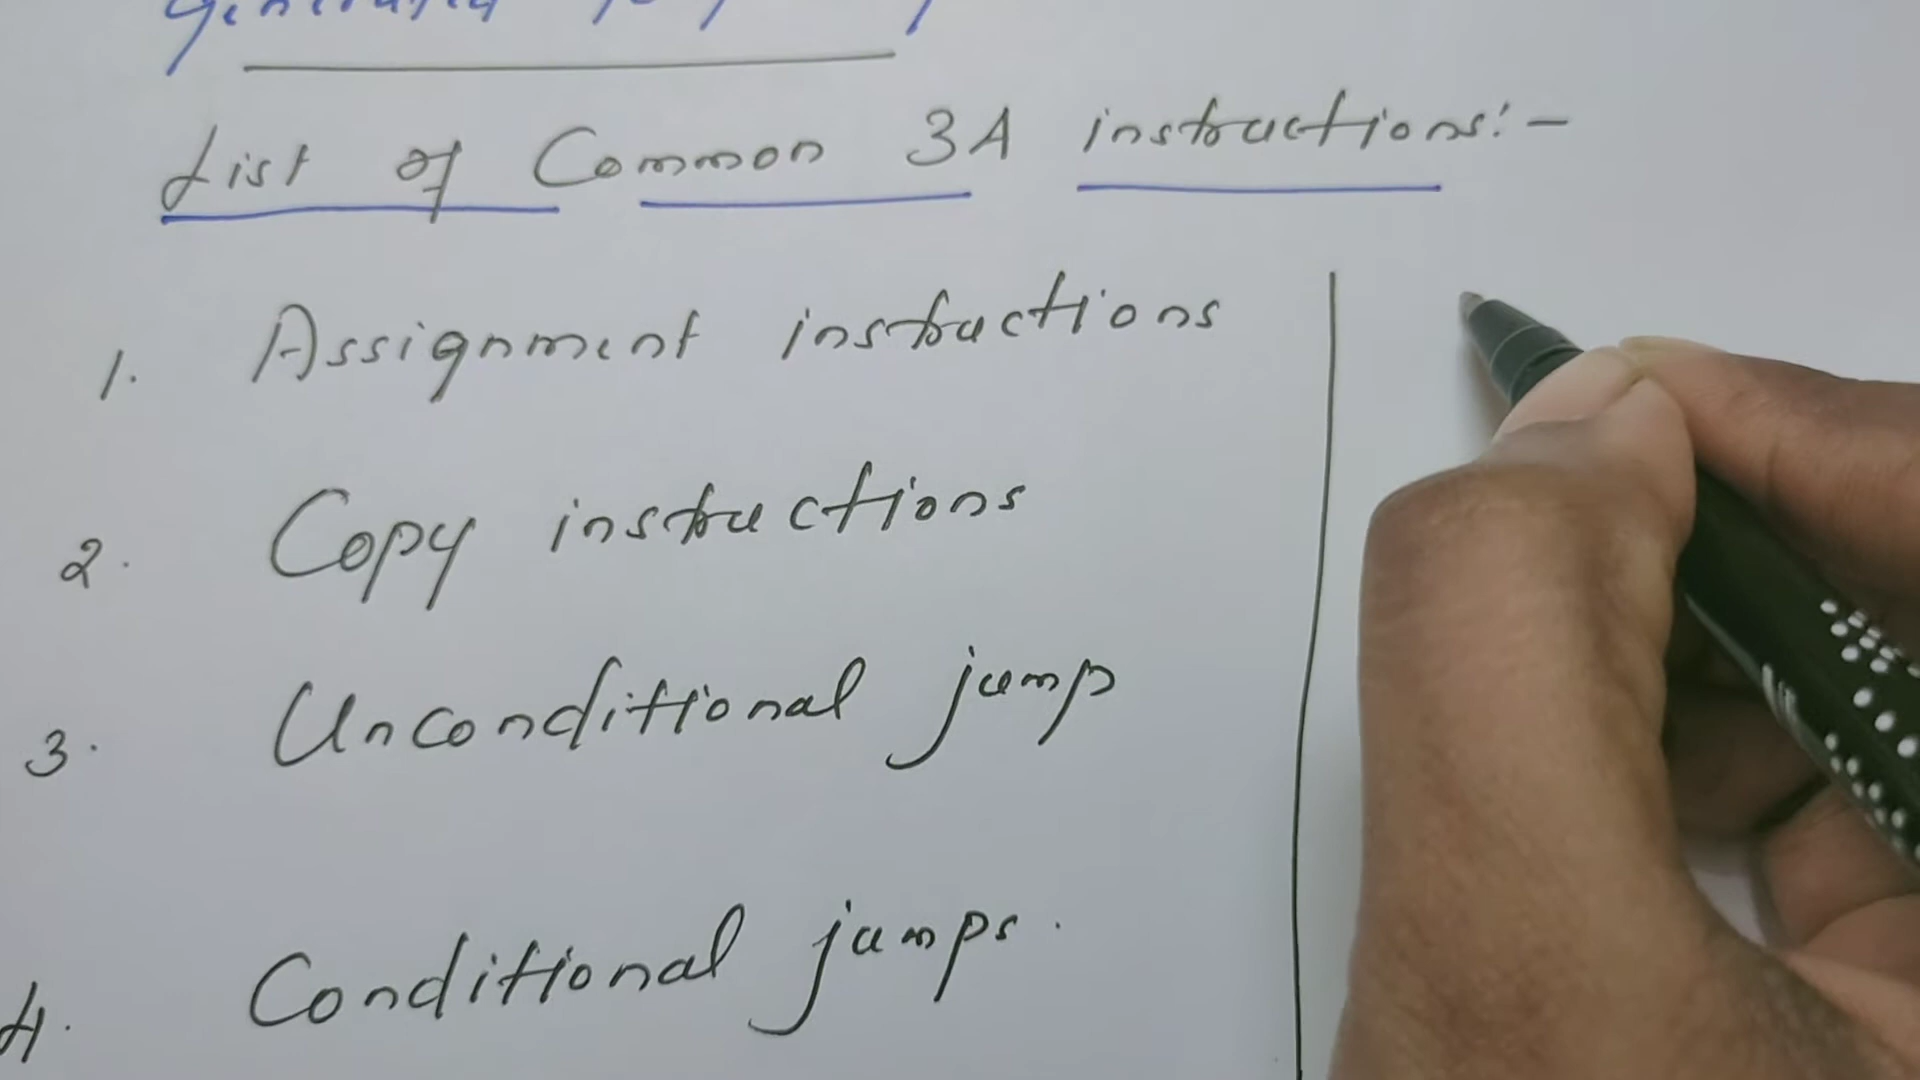 List of Common 3A instructions:-
1. Assignment instructions
2. Copy instructions
3. Unconditional jump
4. Conditional jumps.